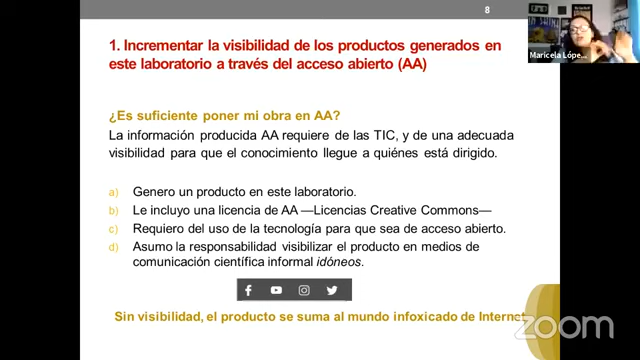 8
1. Incrementar la visibilidad de los productos generados en
este laboratorio a través del acceso abierto (AA)
Maricela Lópe...
¿Es suficiente poner mi obra en AA?
La información producida AA requiere de las TIC, y de una adecuada
visibilidad para que el conocimiento llegue a quiénes está dirigido.
a) Genero un producto en este laboratorio.
b) Le incluyo una licencia de AA —Licencias Creative Commons—
c) Requiero del uso de la tecnología para que sea de acceso abierto.
d) Asumo la responsabilidad visibilizar el producto en medios de
comunicación científica informal idóneos.
Sin visibilidad, el producto se suma al mundo infoxicado de Internet
zoom